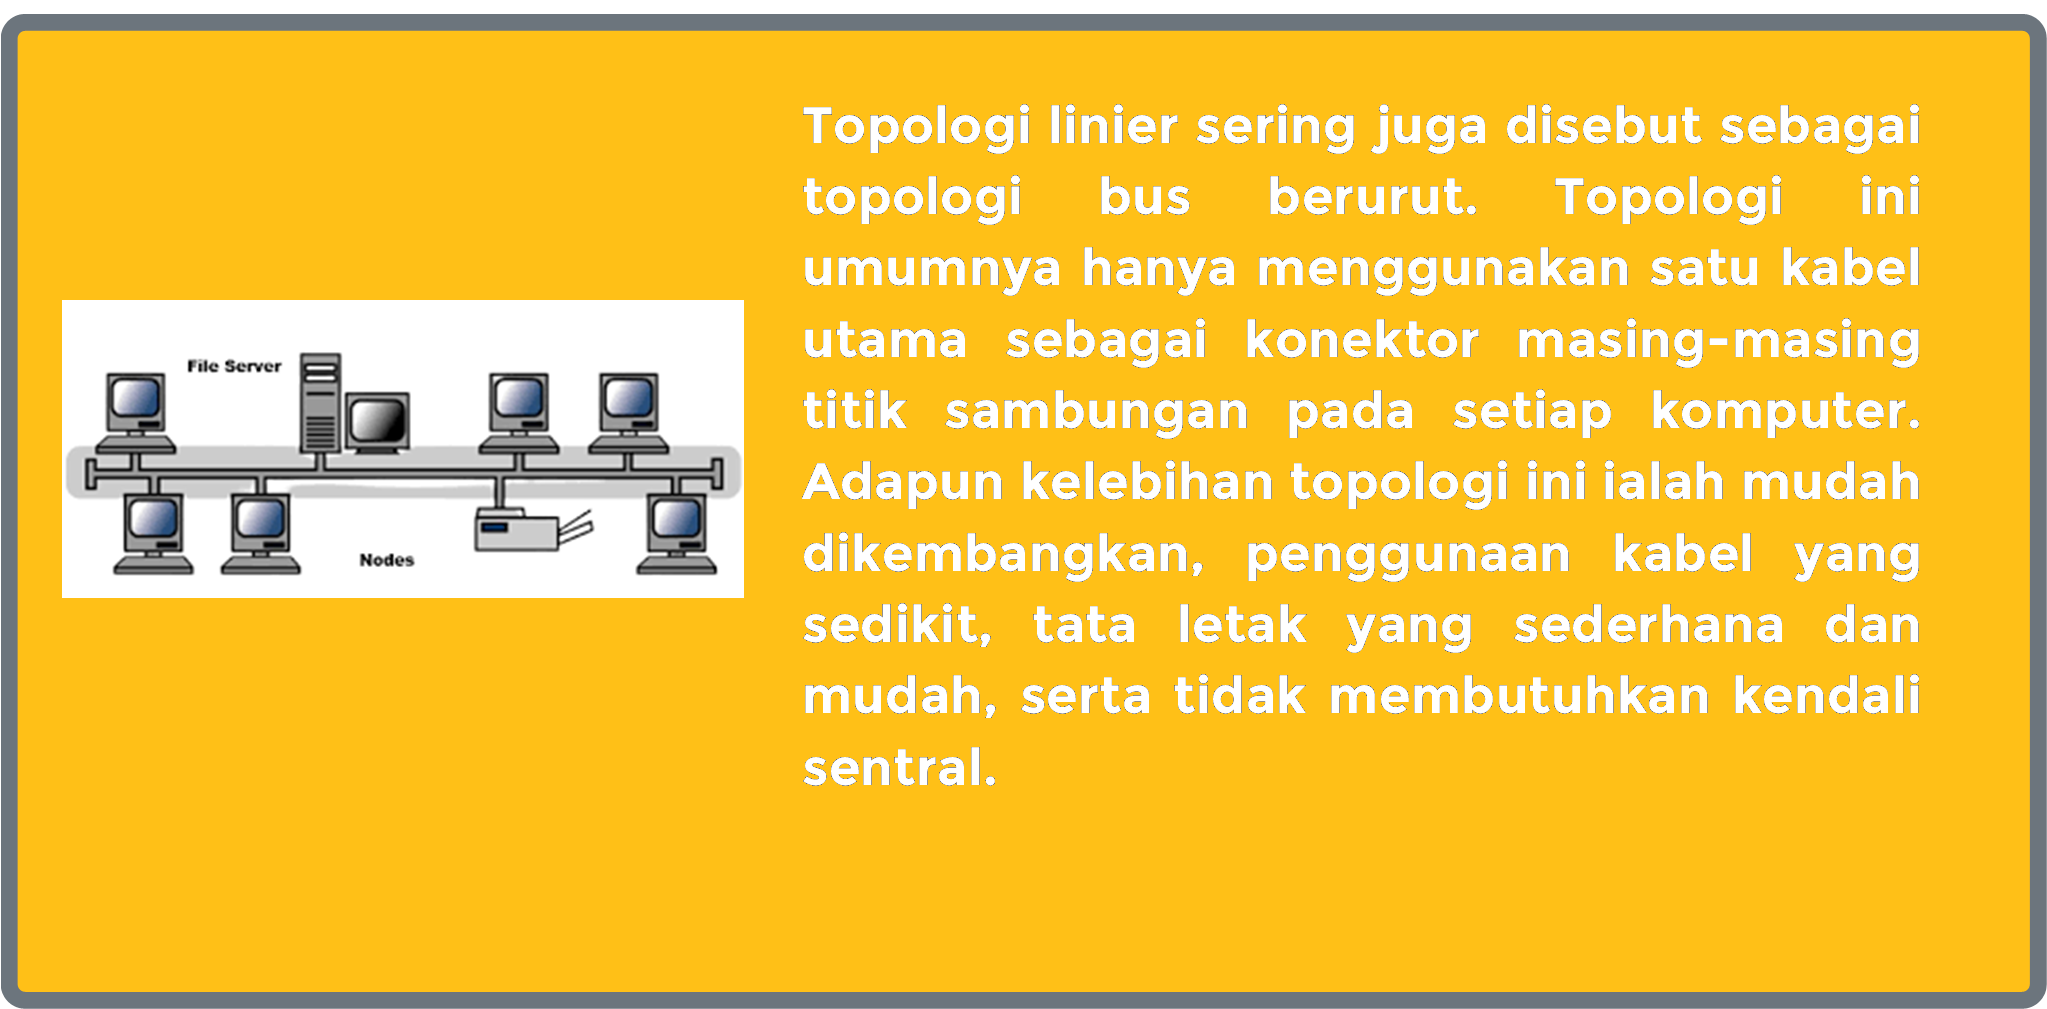 File Server
Nodes
Topologi linier sering juga disebut sebagai
topologi bus berurut. Topologi ini
umumnya hanya menggunakan satu kabel
utama sebagai konektor masing-masing
titik sambungan pada setiap komputer.
Adapun kelebihan topologi ini ialah mudah
dikembangkan, penggunaan kabel yang
sedikit, tata letak yang sederhana dan
mudah, serta tidak membutuhkan kendali
sentral.